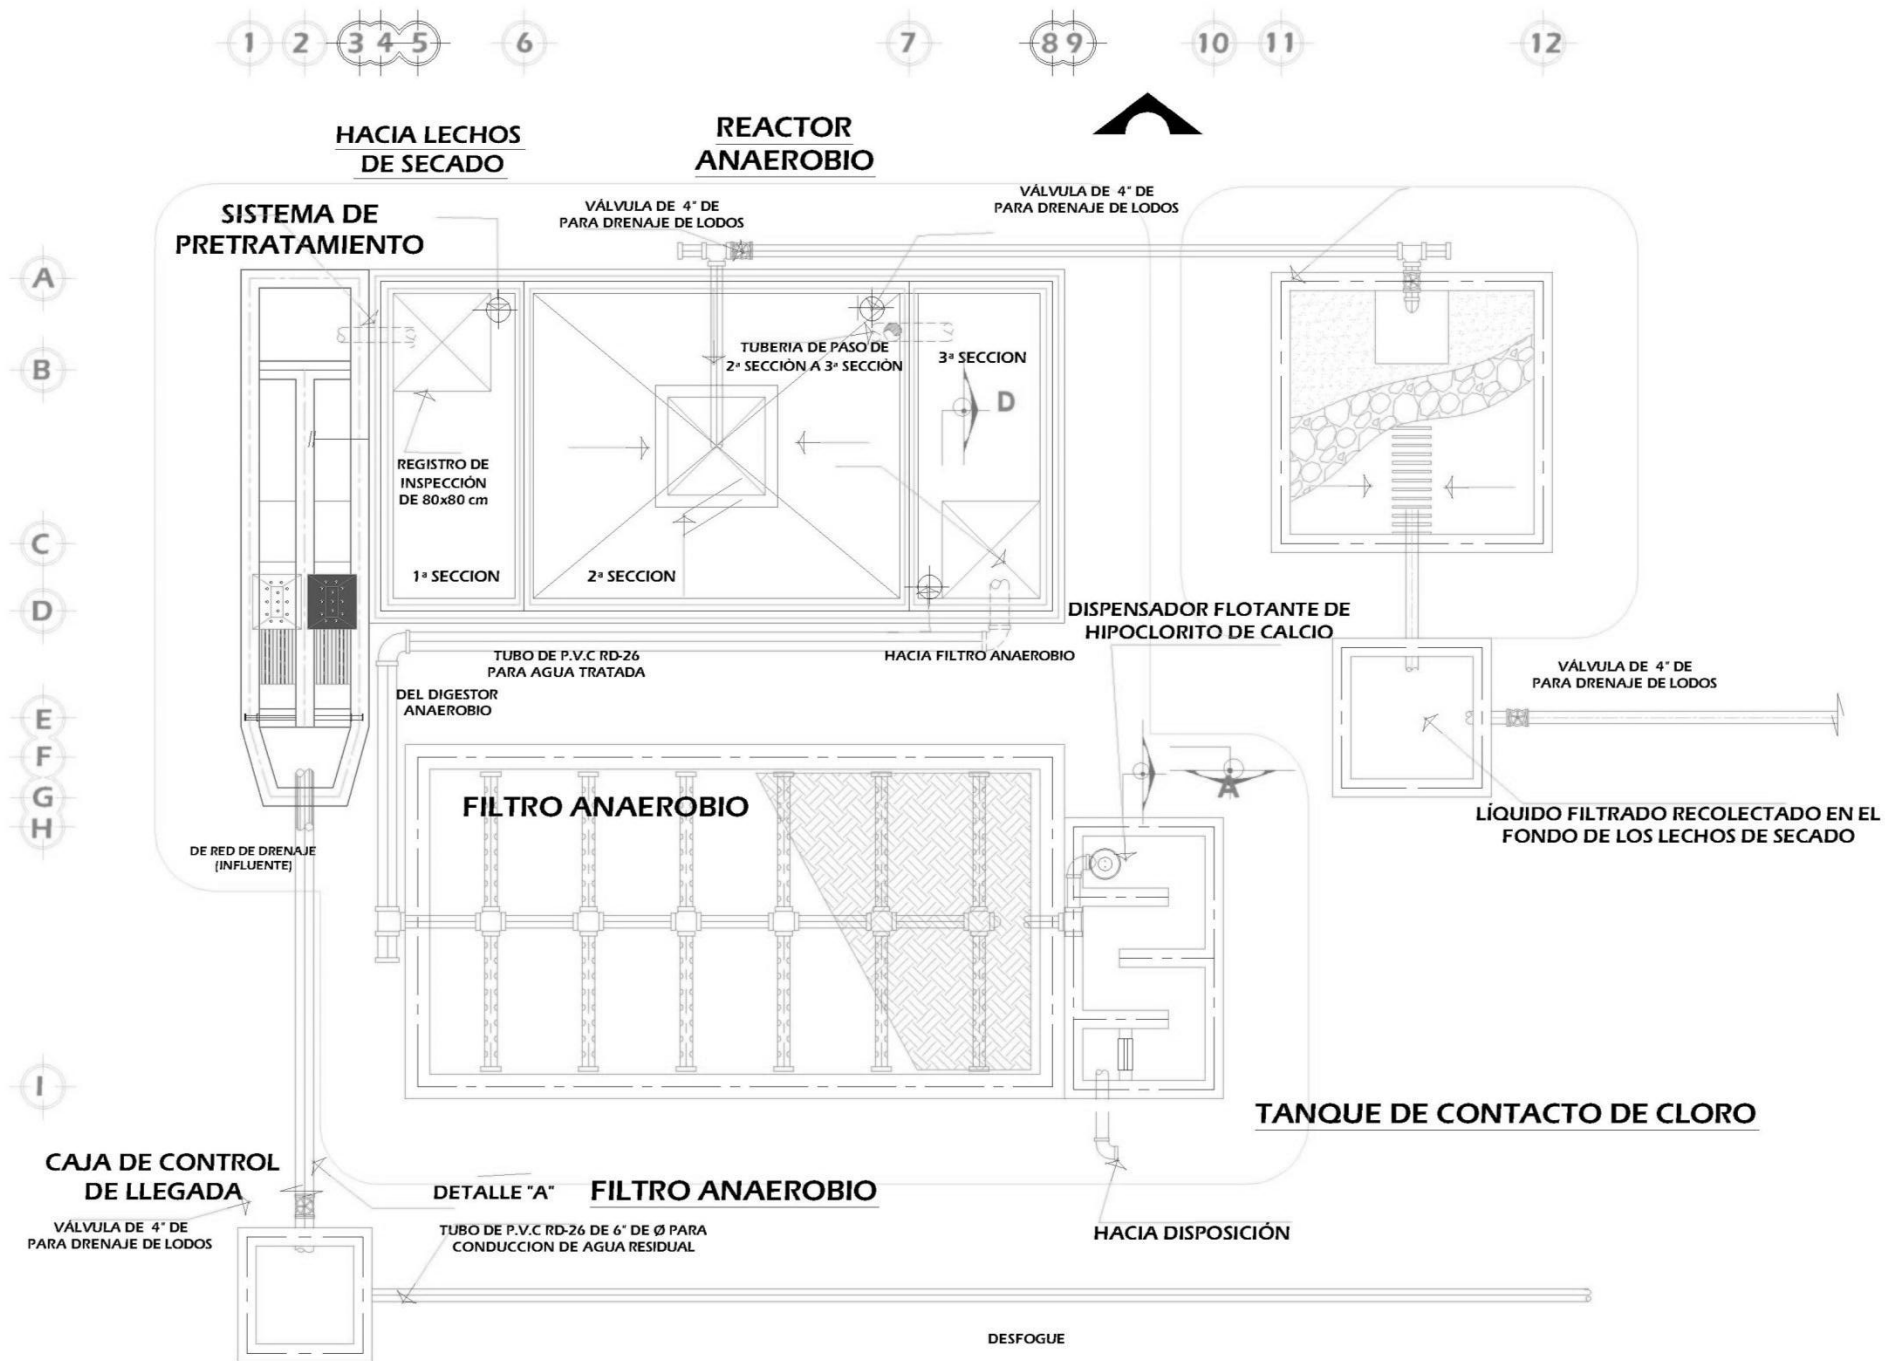 1 2 3 4 5 6 7 8 9 10 11 12
HACIA LECHOS
DE SECADO
REACTOR
ANAEROBIO
SISTEMA DE
PRETRATAMIENTO
VÁLVULA DE 4" DE
PARA DRENAJE DE LODOS
VÁLVULA DE 4" DE
PARA DRENAJE DE LODOS
A
B
C
D
E
F
G
H
I
TUBERIA DE PASO DE
2ª SECCIÒN A 3ª SECCIÒN
3ª SECCION
D
REGISTRO DE
INSPECCIÓN
DE 80x80 cm
1ª SECCION
2ª SECCION
DISPENSADOR FLOTANTE DE
HIPOCLORITO DE CALCIO
TUBO DE P.V.C RD-26
PARA AGUA TRATADA
HACIA FILTRO ANAEROBIO
DEL DIGESTOR
ANAEROBIO
VÁLVULA DE 4" DE
PARA DRENAJE DE LODOS
A
FILTRO ANAEROBIO
LÍQUIDO FILTRADO RECOLECTADO EN EL
FONDO DE LOS LECHOS DE SECADO
DE RED DE DRENAJE
(INFLUENTE)
TANQUE DE CONTACTO DE CLORO
CAJA DE CONTROL
DE LLEGADA
DETALLE "A"
FILTRO ANAEROBIO
VÁLVULA DE 4" DE
PARA DRENAJE DE LODOS
TUBO DE P.V.C RD-26 DE 6" DE Ø PARA
CONDUCCION DE AGUA RESIDUAL
HACIA DISPOSICIÓN
DESFOGUE